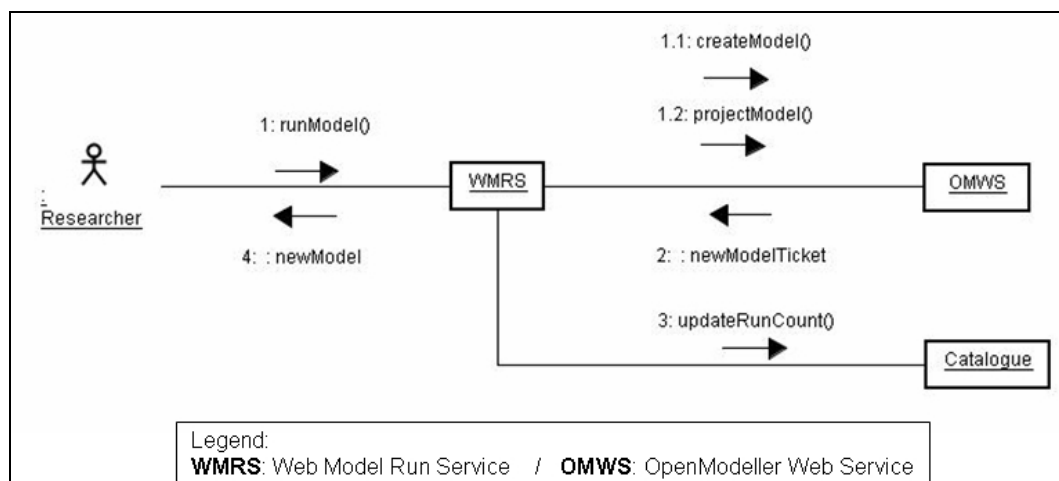 1.1: createModel()
1.2: projectModel()
1: runModel()
WMRS
OMWS
:
Researcher
4: : newModel
2: : newModelTicket
3: updateRunCount()
Catalogue
Legend:
WMRS: Web Model Run Service / OMWS: OpenModeller Web Service